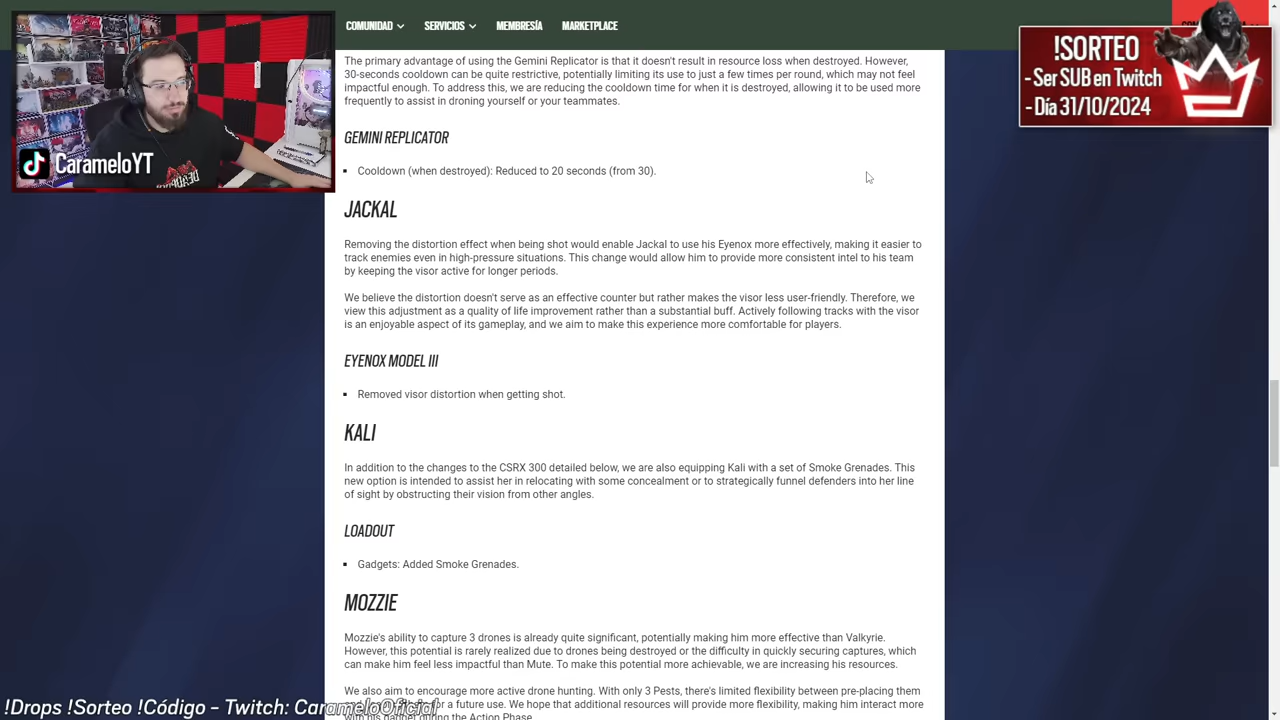 COMUNIDAD SERVICIOS MEMBRESÍA MARKETPLACE
!SORTEO
- Ser SUB en Twitch
- Día 31/10/2024
CarameloYT
The primary advantage of using the Gemini Replicator is that it doesn't result in resource loss when destroyed. However,
30-seconds cooldown can be quite restrictive, potentially limiting its use to just a few times per round, which may not feel
impactful enough. To address this, we are reducing the cooldown time for when it is destroyed, allowing it to be used more
frequently to assist in droning yourself or your teammates.
GEMINI REPLICATOR
▪ Cooldown (when destroyed): Reduced to 20 seconds (from 30).
JACKAL
Removing the distortion effect when being shot would enable Jackal to use his Eyenox more effectively, making it easier to
track enemies even in high-pressure situations. This change would allow him to provide more consistent intel to his team
by keeping the visor active for longer periods.
We believe the distortion doesn't serve as an effective counter but rather makes the visor less user-friendly. Therefore, we
view this adjustment as a quality of life improvement rather than a substantial buff. Actively following tracks with the visor
is an enjoyable aspect of its gameplay, and we aim to make this experience more comfortable for players.
EYENOX MODEL III
▪ Removed visor distortion when getting shot.
KALI
In addition to the changes to the CSRX 300 detailed below, we are also equipping Kali with a set of Smoke Grenades. This
new option is intended to assist her in relocating with some concealment or to strategically funnel defenders into her line
of sight by obstructing their vision from other angles.
LOADOUT
▪ Gadgets: Added Smoke Grenades.
MOZZIE
Mozzie's ability to capture 3 drones is already quite significant, potentially making him more effective than Valkyrie.
However, this potential is rarely realized due to drones being destroyed or the difficulty in quickly securing captures, which
can make him feel less impactful than Mute. To make this potential more achievable, we are increasing his resources.
We also aim to encourage more active drone hunting. With only 3 Pests, there's limited flexibility between pre-placing them
for a future use. We hope that additional resources will provide more flexibility, making him interact more
with his gadget during the Action Phase.
!Drops !Sorteo !Código - Twitch: CarameloOficial